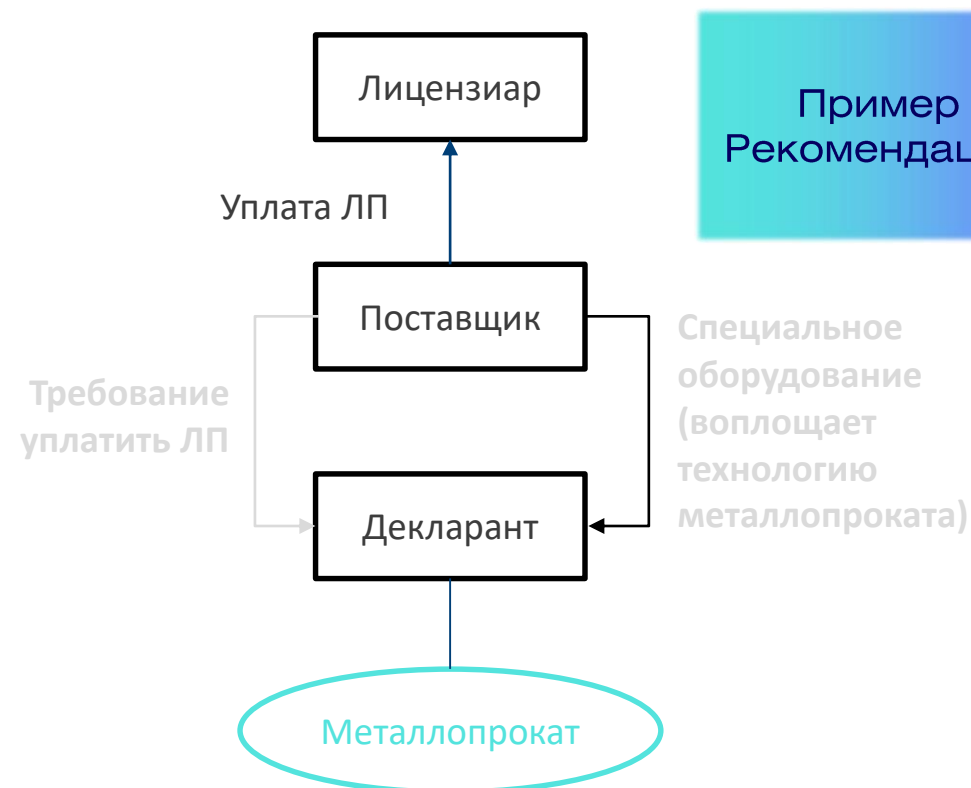 Лицензиар
Пример
Рекомендац
Уплата ЛП
Поставщик
Требование
уплатить ЛП
Специальное
оборудование
(воплощает
технологию
металлопроката)
Декларант
Металлопрокат